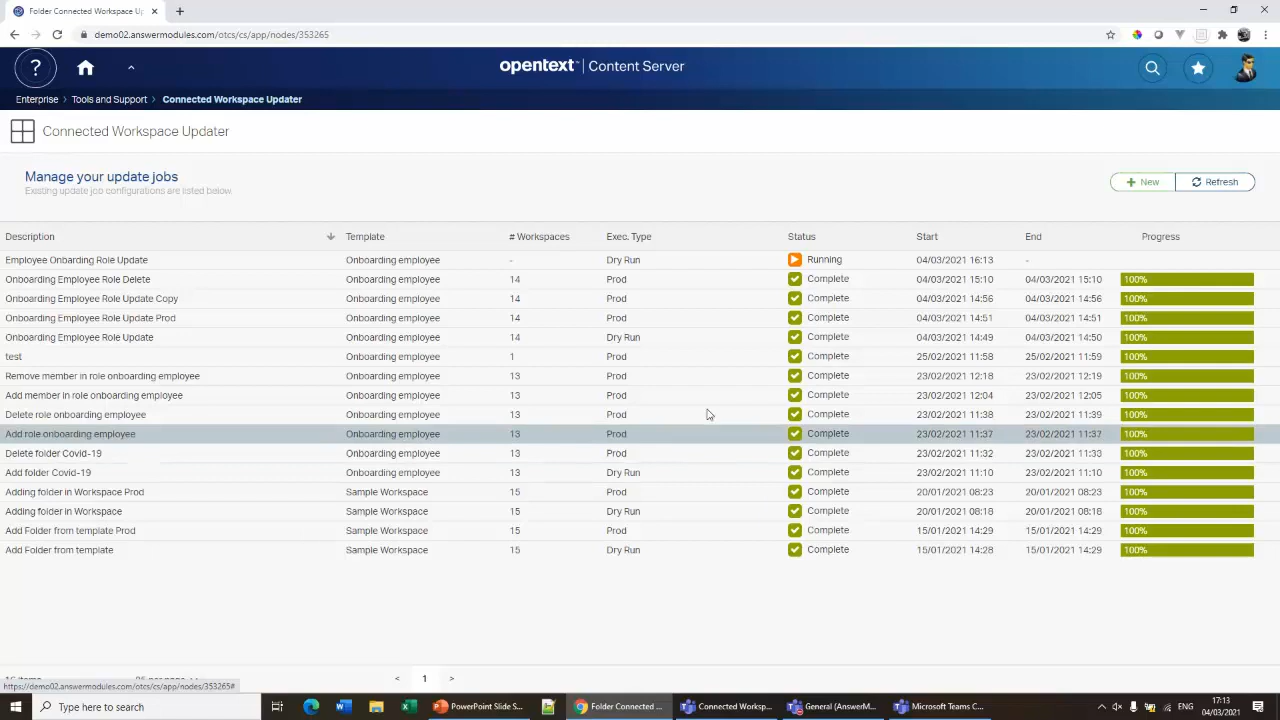 Folder Connected Workspace Up
demo02.answermodules.com/otcs/cs/app/nodes/353265
opentext™ | Content Server
Enterprise > Tools and Support > Connected Workspace Updater
Connected Workspace Updater
Manage your update jobs
Existing update job configurations are listed below.
New Refresh
Description Template # Workspaces Exec. Type Status Start End Progress
Employee Onbarding Role Update Onboarding employee - Dry Run Running 04/03/2021 16:13 -
Onboarding Employee Role Delete Onboarding employee 14 Prod Complete 04/03/2021 15:10 04/03/2021 15:10 100%
Onboarding Employee Role Update Copy Onboarding employee 14 Prod Complete 04/03/2021 14:56 04/03/2021 14:56 100%
Onboarding Employee Role Update Prod Onboarding employee 14 Prod Complete 04/03/2021 14:51 04/03/2021 14:51 100%
Onboarding Employee Role Update Onboarding employee 14 Dry Run Complete 04/03/2021 14:49 04/03/2021 14:50 100%
test Onboarding employee 1 Prod Complete 25/02/2021 11:58 25/02/2021 11:59 100%
Remove member in role onboarding employee Onboarding employee 13 Prod Complete 23/02/2021 12:18 23/02/2021 12:19 100%
Add member in role onboarding employee Onboarding employee 13 Prod Complete 23/02/2021 12:04 23/02/2021 12:05 100%
Delete role onboarding employee Onboarding employee 13 Prod Complete 23/02/2021 11:38 23/02/2021 11:39 100%
Add role onboarding employee Onboarding employee 13 Prod Complete 23/02/2021 11:37 23/02/2021 11:37 100%
Delete folder Covid-19 Onboarding employee 13 Prod Complete 23/02/2021 11:32 23/02/2021 11:33 100%
Add folder Covid-19 Onboarding employee 13 Dry Run Complete 23/02/2021 11:10 23/02/2021 11:10 100%
Adding folder in Workspace Prod Sample Workspace 15 Prod Complete 20/01/2021 08:23 20/01/2021 08:23 100%
Adding folder in Workspace Sample Workspace 15 Dry Run Complete 20/01/2021 08:18 20/01/2021 08:18 100%
Add Folder from template Prod Sample Workspace 15 Prod Complete 15/01/2021 14:29 15/01/2021 14:29 100%
Add Folder from template Sample Workspace 15 Dry Run Complete 15/01/2021 14:28 15/01/2021 14:29 100%
< 1 >
https://demo02.answermodules.com/otcs/cs/app/nodes/353265#
Type here to search
PowerPoint Slide S...
Folder Connected ...
Connected Worksp...
General (AnswerM...
Microsoft Teams C...
17:13
04/03/2021